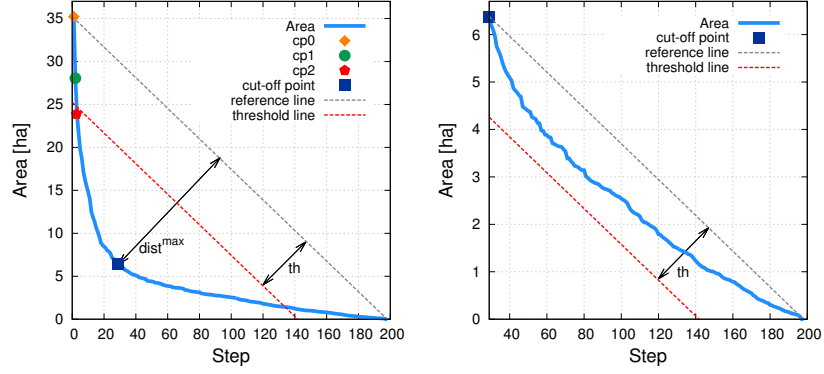 35
30
25
20
15
10
5
0
Area [ha]
Area
cp0
cp1
cp2
cut-off point
reference line
threshold line
dist^max
th
0 20 40 60 80 100 120 140 160 180 200
Step
6
5
4
3
2
1
0
Area [ha]
Area
cut-off point
reference line
threshold line
th
40 60 80 100 120 140 160 180 200
Step